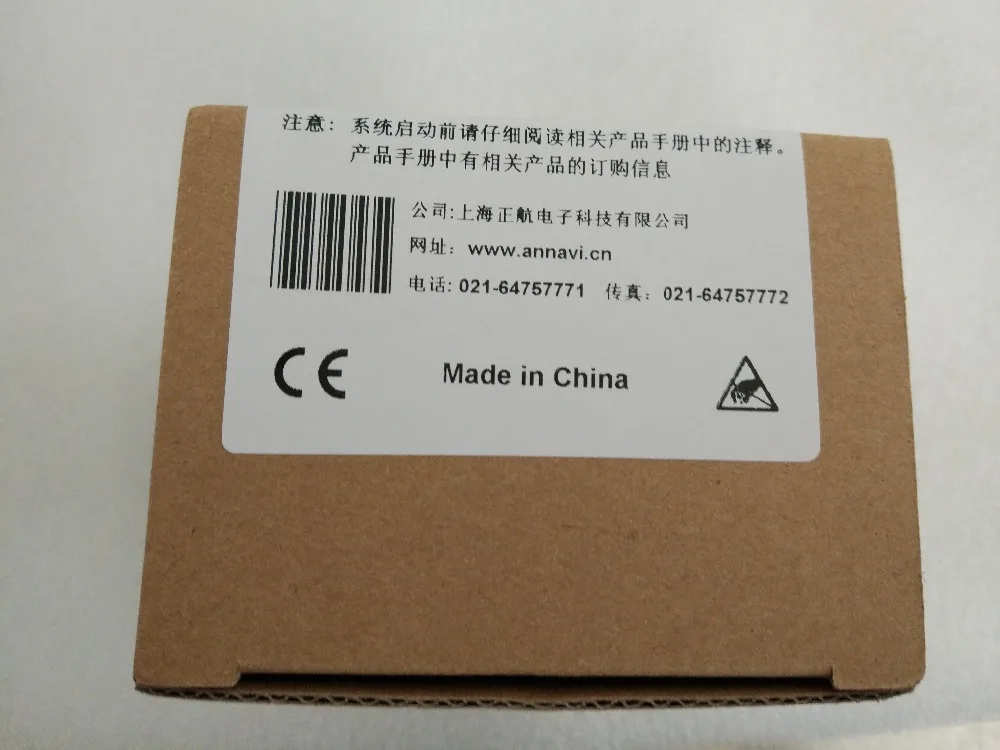 注意: 系统启动前请仔细阅读相关产品手册中的注释。
产品手册中有相关产品的订购信息
公司:上海正航电子科技有限公司
网址: www.annavi.cn
电话: 021-64757771 传真: 021-64757772
CE
Made in China